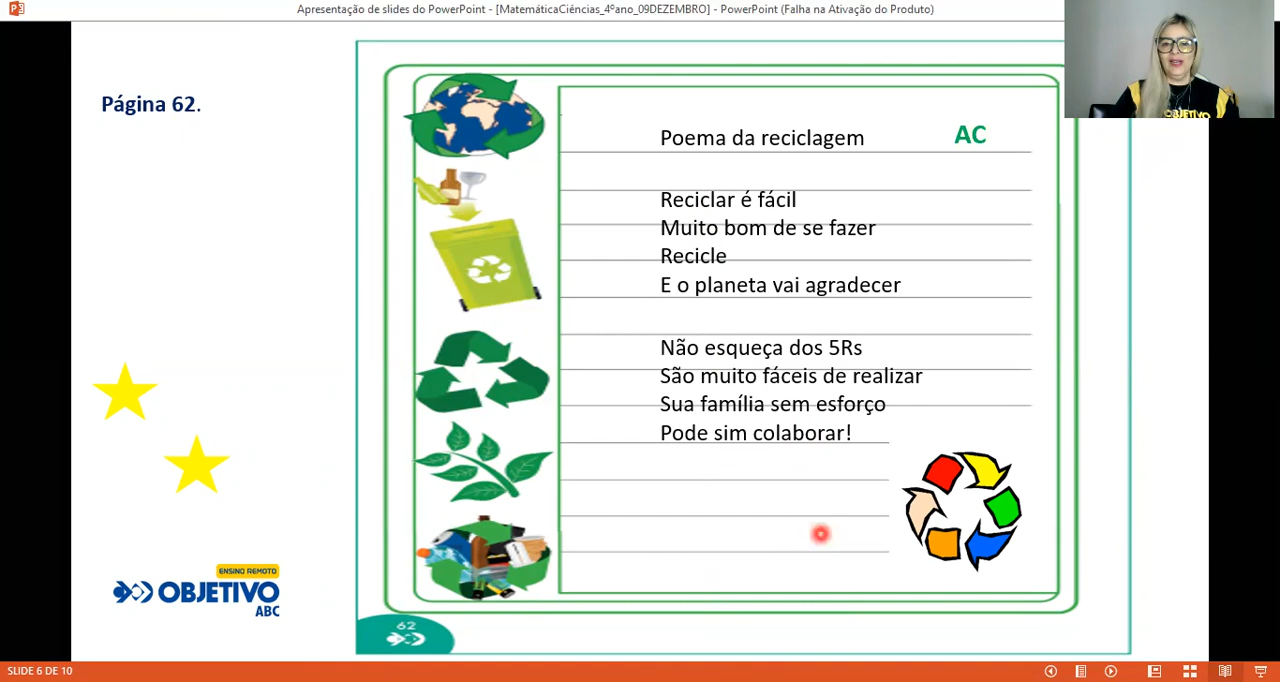 Apresentação de slides do PowerPoint - [MatemáticaCiências_4ºano_09DEZEMBRO] - PowerPoint (Falha na Ativação do Produto)
Página 62.
Poema da reciclagem AC
Reciclar é fácil
Muito bom de se fazer
Recicle
E o planeta vai agradecer
Não esqueça dos 5Rs
São muito fáceis de realizar
Sua família sem esforço
Pode sim colaborar!
ENSINO REMOTO
OBJETIVO
ABC
62
OBJETIVO
SLIDE 6 DE 10